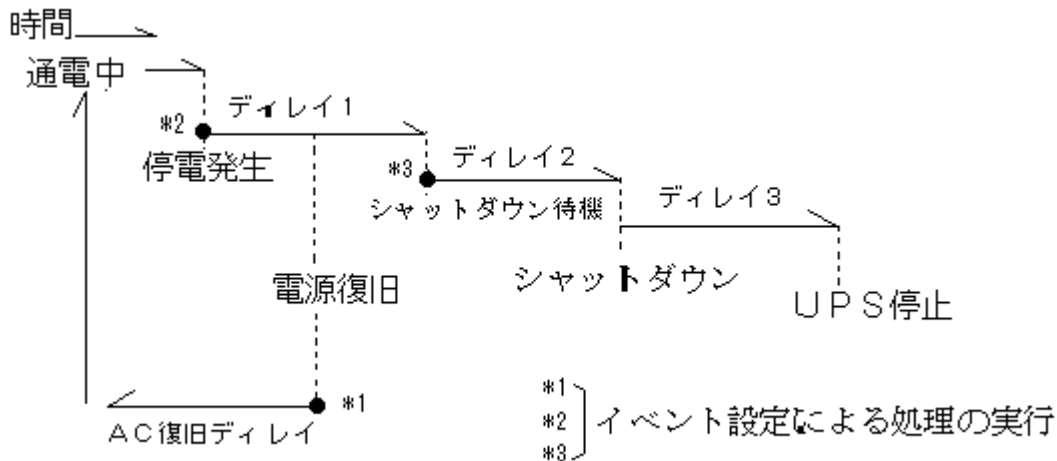 時間
通電中
ディレイ1
*2
停電発生
ディレイ2
*3
シャットダウン待機
ディレイ3
電源復旧
シャットダウン
UPS停止
*1
AC復旧ディレイ
*1
*2
*3
イベント設定による処理の実行